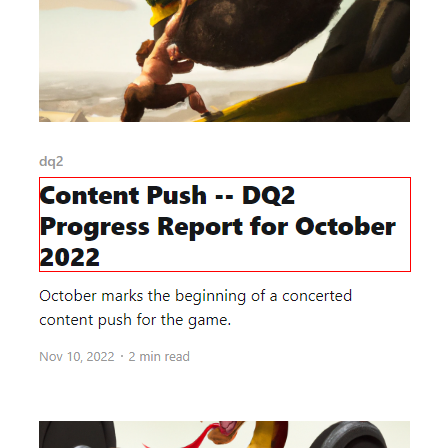 dq2
Content Push -- DQ2
Progress Report for October
2022
October marks the beginning of a concerted
content push for the game.
Nov 10, 2022 · 2 min read